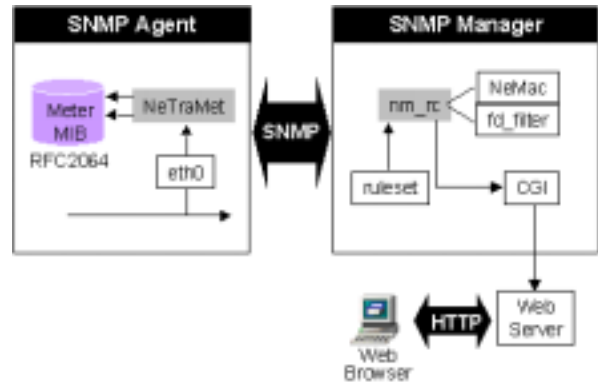 SNMP Agent
SNMP Manager
Meter
MIB
RFC2064
NeTraMet
eth0
SNMP
nm_rc
NeMac
fd_filter
ruleset
CGI
Web
Server
HTTP
Web
Browser